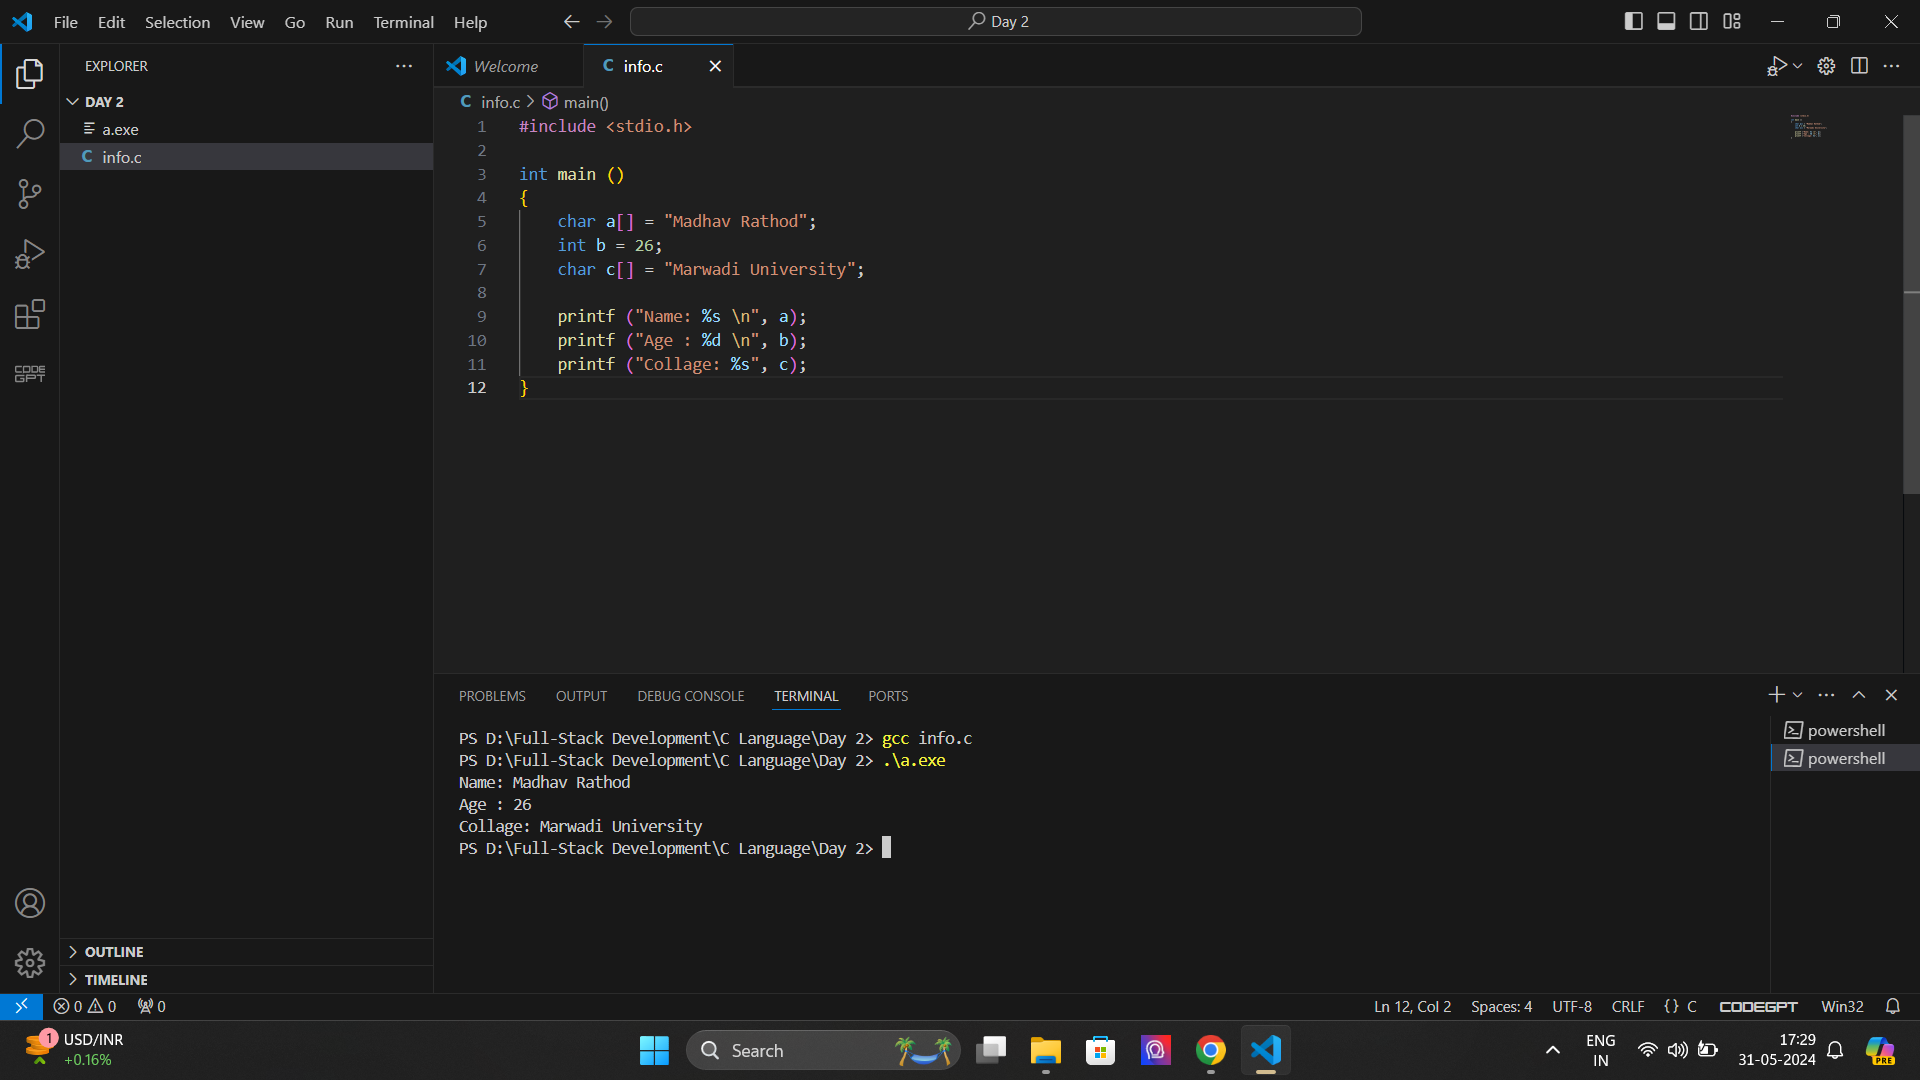 File Edit Selection View Go Run Terminal Help
Day 2
EXPLORER
DAY 2
a.exe
C info.c
CODE
GPT
OUTLINE
TIMELINE
Welcome
C info.c
C info.c > main()
1 #include <stdio.h>
2
3 int main ()
4 {
5 char a[] = "Madhav Rathod";
6 int b = 26;
7 char c[] = "Marwadi University";
8
9 printf ("Name: %s \n", a);
10 printf ("Age : %d \n", b);
11 printf ("Collage: %s", c);
12 }
PROBLEMS OUTPUT DEBUG CONSOLE TERMINAL PORTS
PS D:\Full-Stack Development\C Language\Day 2> gcc info.c
PS D:\Full-Stack Development\C Language\Day 2> .\a.exe
Name: Madhav Rathod
Age : 26
Collage: Marwadi University
PS D:\Full-Stack Development\C Language\Day 2>
powershell
powershell
0 0 0
Ln 12, Col 2 Spaces: 4 UTF-8 CRLF {} C CODEGPT Win32
1
USD/INR
+0.16%
Search
ENG
IN
17:29
31-05-2024
PRE